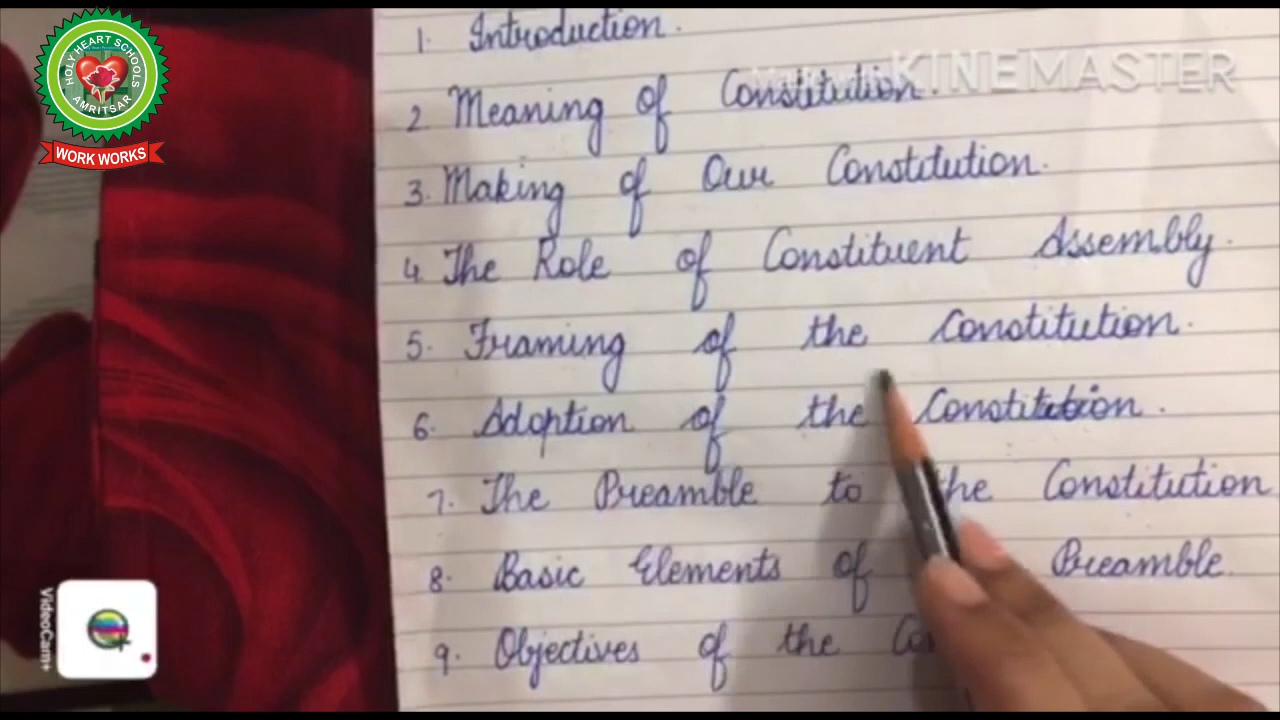 HOLY HEART SCHOOLS
AMRITSAR
WORK WORKS
KINEMASTER
1. Introduction.
2 Meaning of Constitution
3. Making of Our Constitution.
4. The Role of Constituent Assembly.
5. Framing of the Constitution.
6. Adoption of the Constitution.
7. The Preamble to the Constitution
8. Basic Elements of Preamble.
9. Objectives of the
VideoCam+